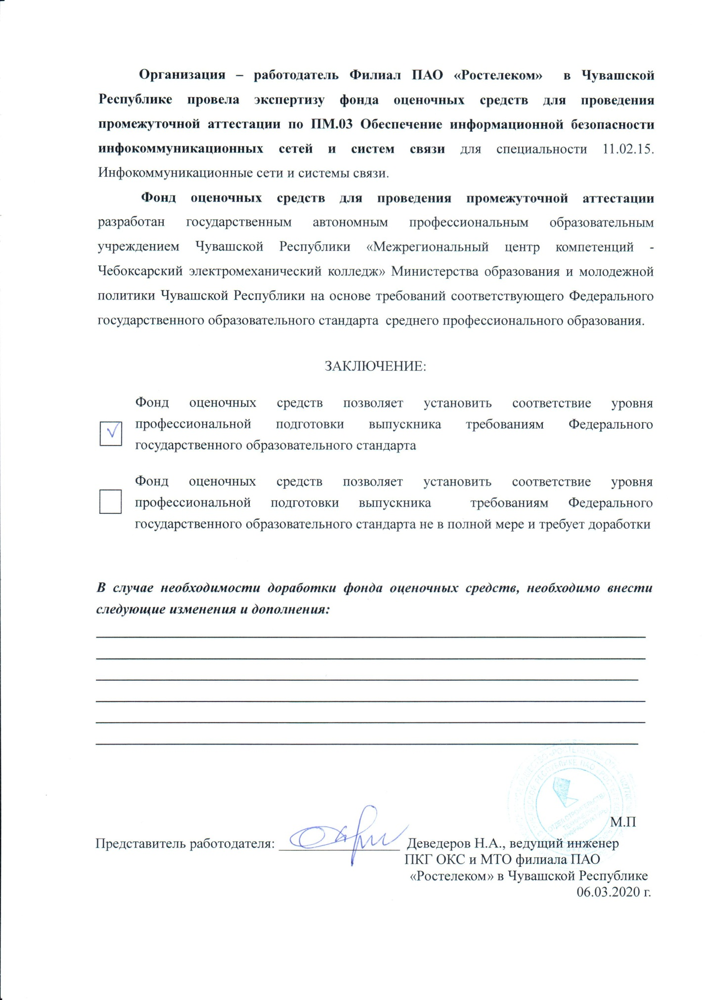 Организация – работодатель Филиал ПАО «Ростелеком» в Чувашской
Республике провела экспертизу фонда оценочных средств для проведения
промежуточной аттестации по ПМ.03 Обеспечение информационной безопасности
инфокоммуникационных сетей и систем связи для специальности 11.02.15.
Инфокоммуникационные сети и системы связи.
Фонд оценочных средств для проведения промежуточной аттестации
разработан государственным автономным профессиональным образовательным
учреждением Чувашской Республики «Межрегиональный центр компетенций -
Чебоксарский электромеханический колледж» Министерства образования и молодежной
политики Чувашской Республики на основе требований соответствующего Федерального
государственного образовательного стандарта среднего профессионального образования.
ЗАКЛЮЧЕНИЕ:
Фонд оценочных средств позволяет установить соответствие уровня
профессиональной подготовки выпускника требованиям Федерального
государственного образовательного стандарта
Фонд оценочных средств позволяет установить соответствие уровня
профессиональной подготовки выпускника требованиям Федерального
государственного образовательного стандарта не в полной мере и требует доработки
В случае необходимости доработки фонда оценочных средств, необходимо внести
следующие изменения и дополнения:
ОТДЕЛ СТРОИТЕЛЬСТВА
М.П
Представитель работодателя: Деведеров Н.А., ведущий инженер
ПКГ ОКС и МТО филиала ПАО
«Ростелеком» в Чувашской Республике
06.03.2020 г.